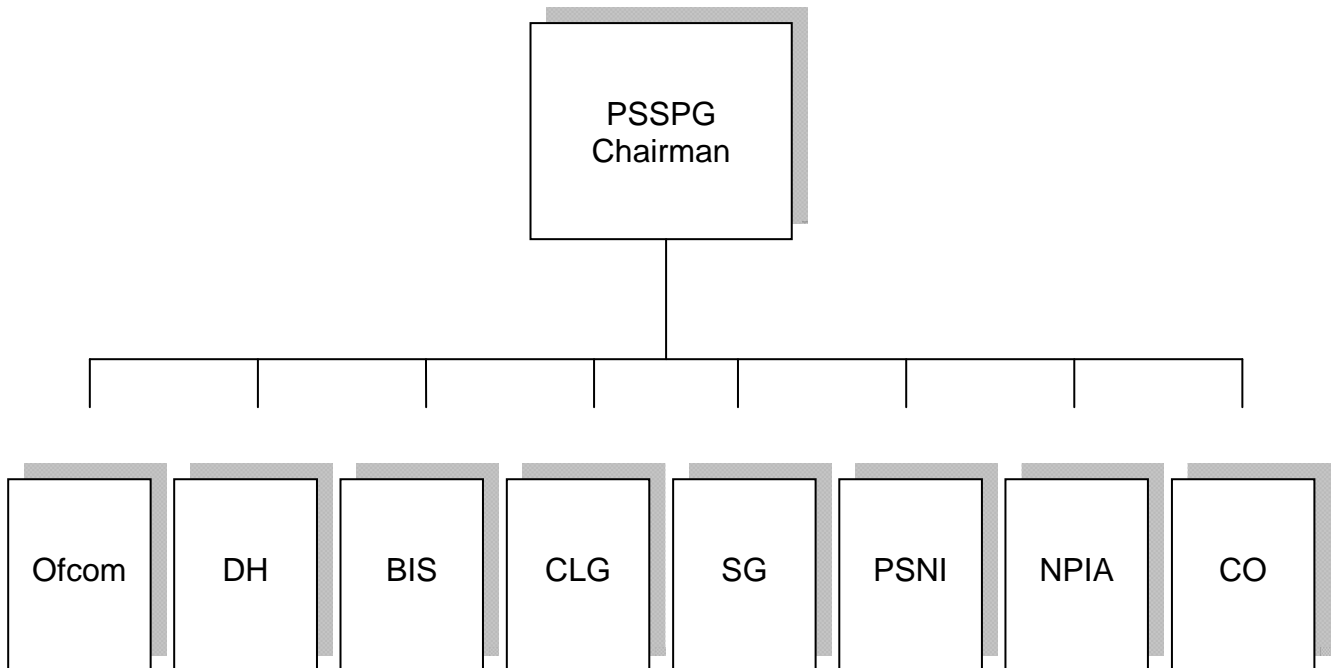 PSSPG
Chairman
Ofcom
DH
BIS
CLG
SG
PSNI
NPIA
CO